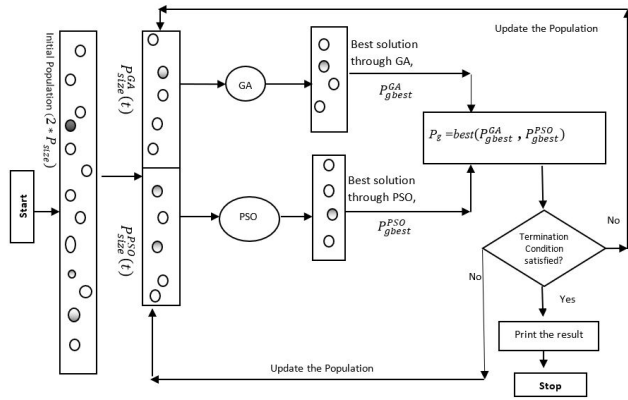 Update the Population
Initial Population (2 * P_size)
P^GA_size(t)
GA
Best solution
through GA,
P^GA_gbest
P_g =best(P^GA_gbest , P^PSO_gbest)
Start
P^PSO_size(t)
PSO
Best solution
through PSO,
P^PSO_gbest
No
Termination
Condition
satisfied?
No
Yes
Print the result
Update the Population
Stop